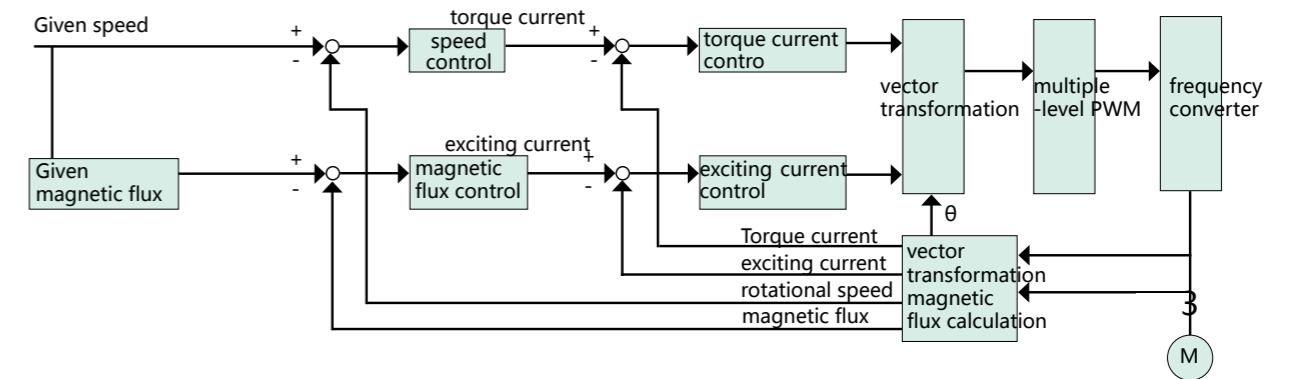 Given speed
+
-
speed
control
torque current
+
-
torque current
contro
vector
transformation
multiple
-level PWM
frequency
converter
Given
magnetic flux
+
-
magnetic
flux control
exciting current
+
-
exciting current
control
θ
Torque current
exciting current
rotational speed
magnetic flux
vector
transformation
magnetic
flux calculation
3
M